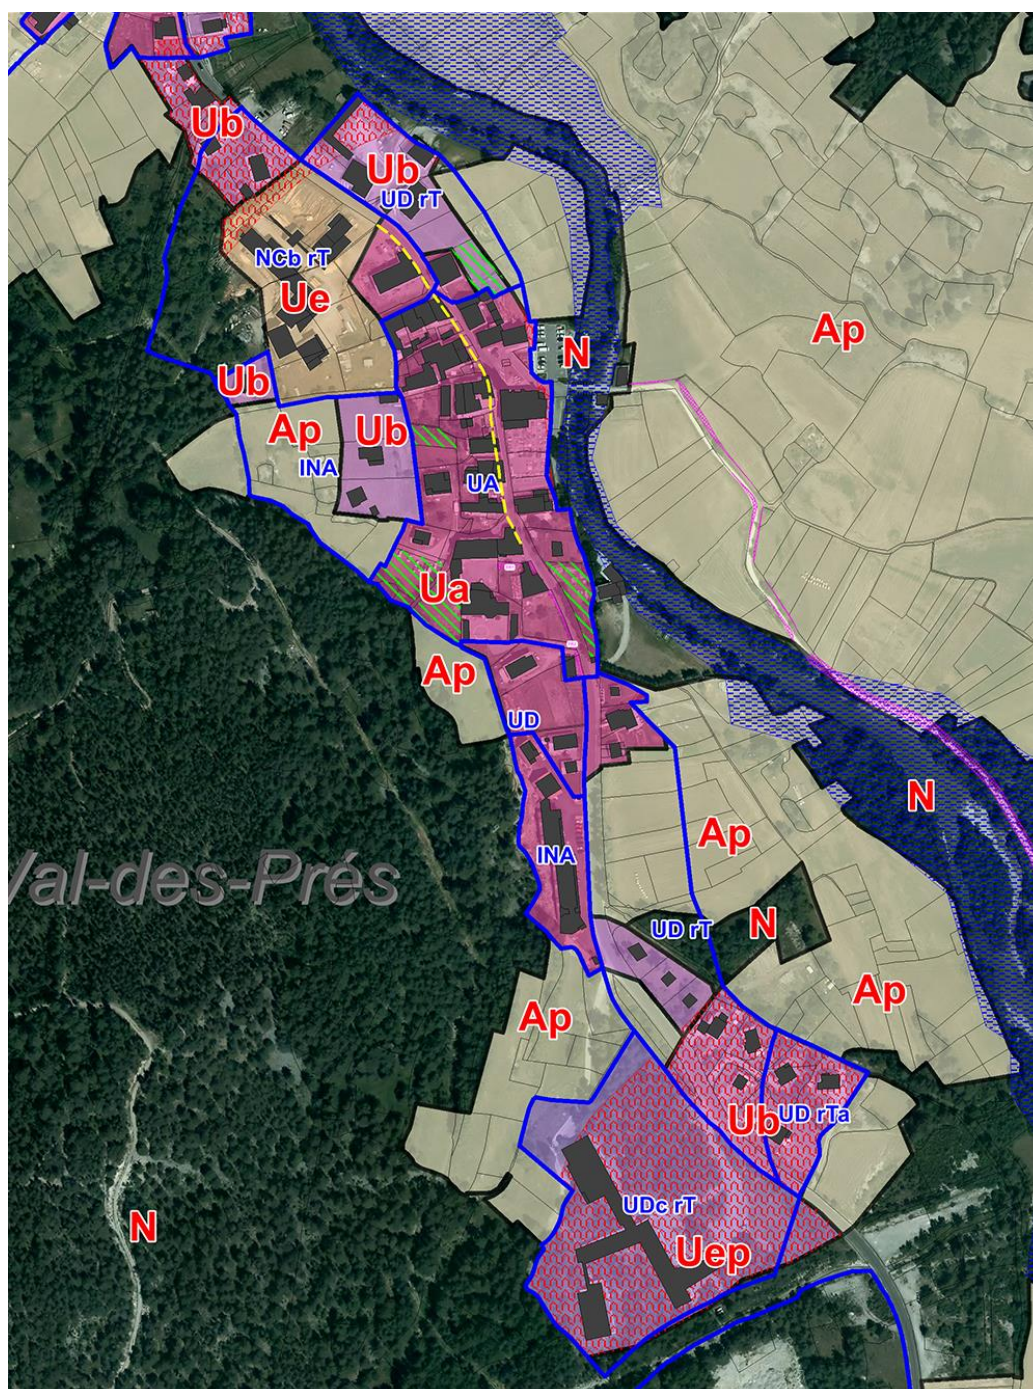 Ub
Ub
UD rT
NCb rT
Ue
Ap
N
Ub
Ap
Ub
INA
UA
Ua
Ap
UD
N
Ap
INA
Val-des-Prés
N
UD rT
Ap
Ap
Ub
UD rTa
UDc rT
N
Uep